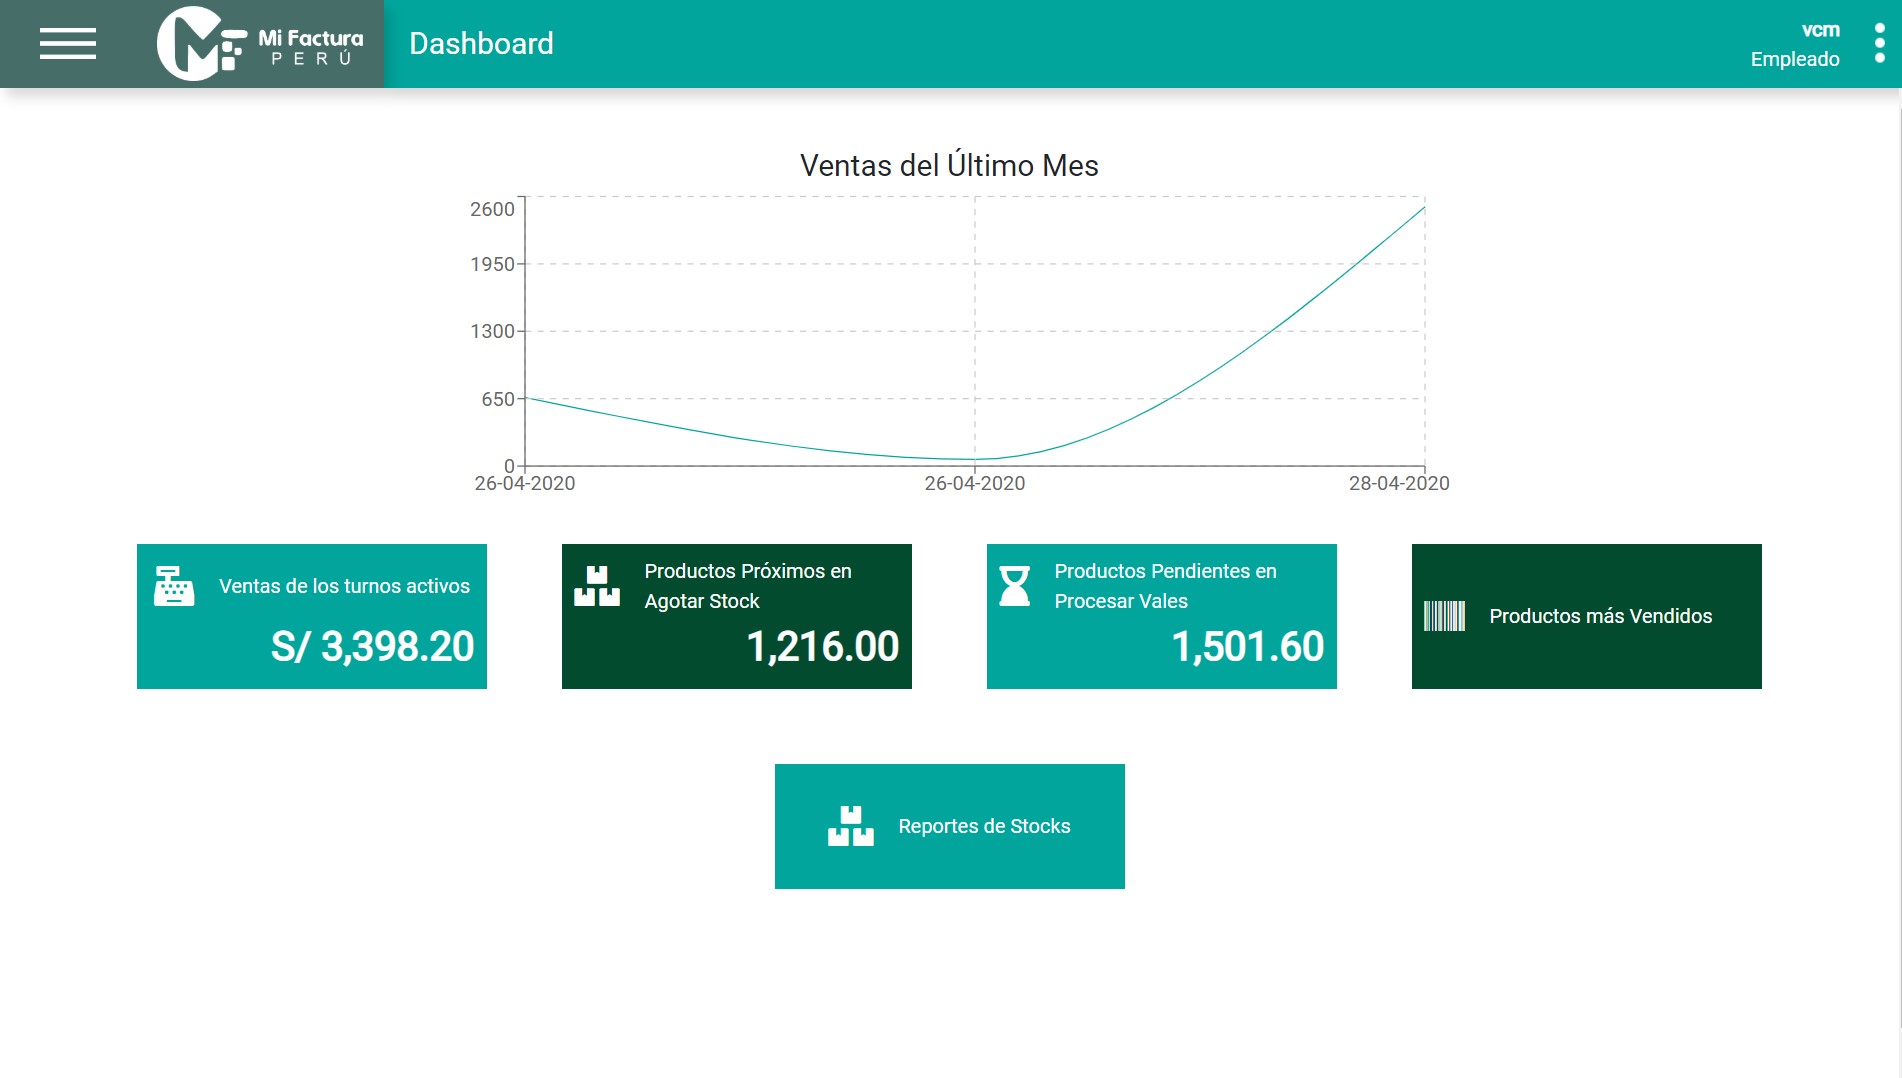 Mi Factura
PERÚ
Dashboard
vcm
Empleado
Ventas del Último Mes
2600
1950
1300
650
0
26-04-2020 26-04-2020 28-04-2020
Ventas de los turnos activos
S/ 3,398.20
Productos Próximos en
Agotar Stock
1,216.00
Productos Pendientes en
Procesar Vales
1,501.60
Productos más Vendidos
Reportes de Stocks